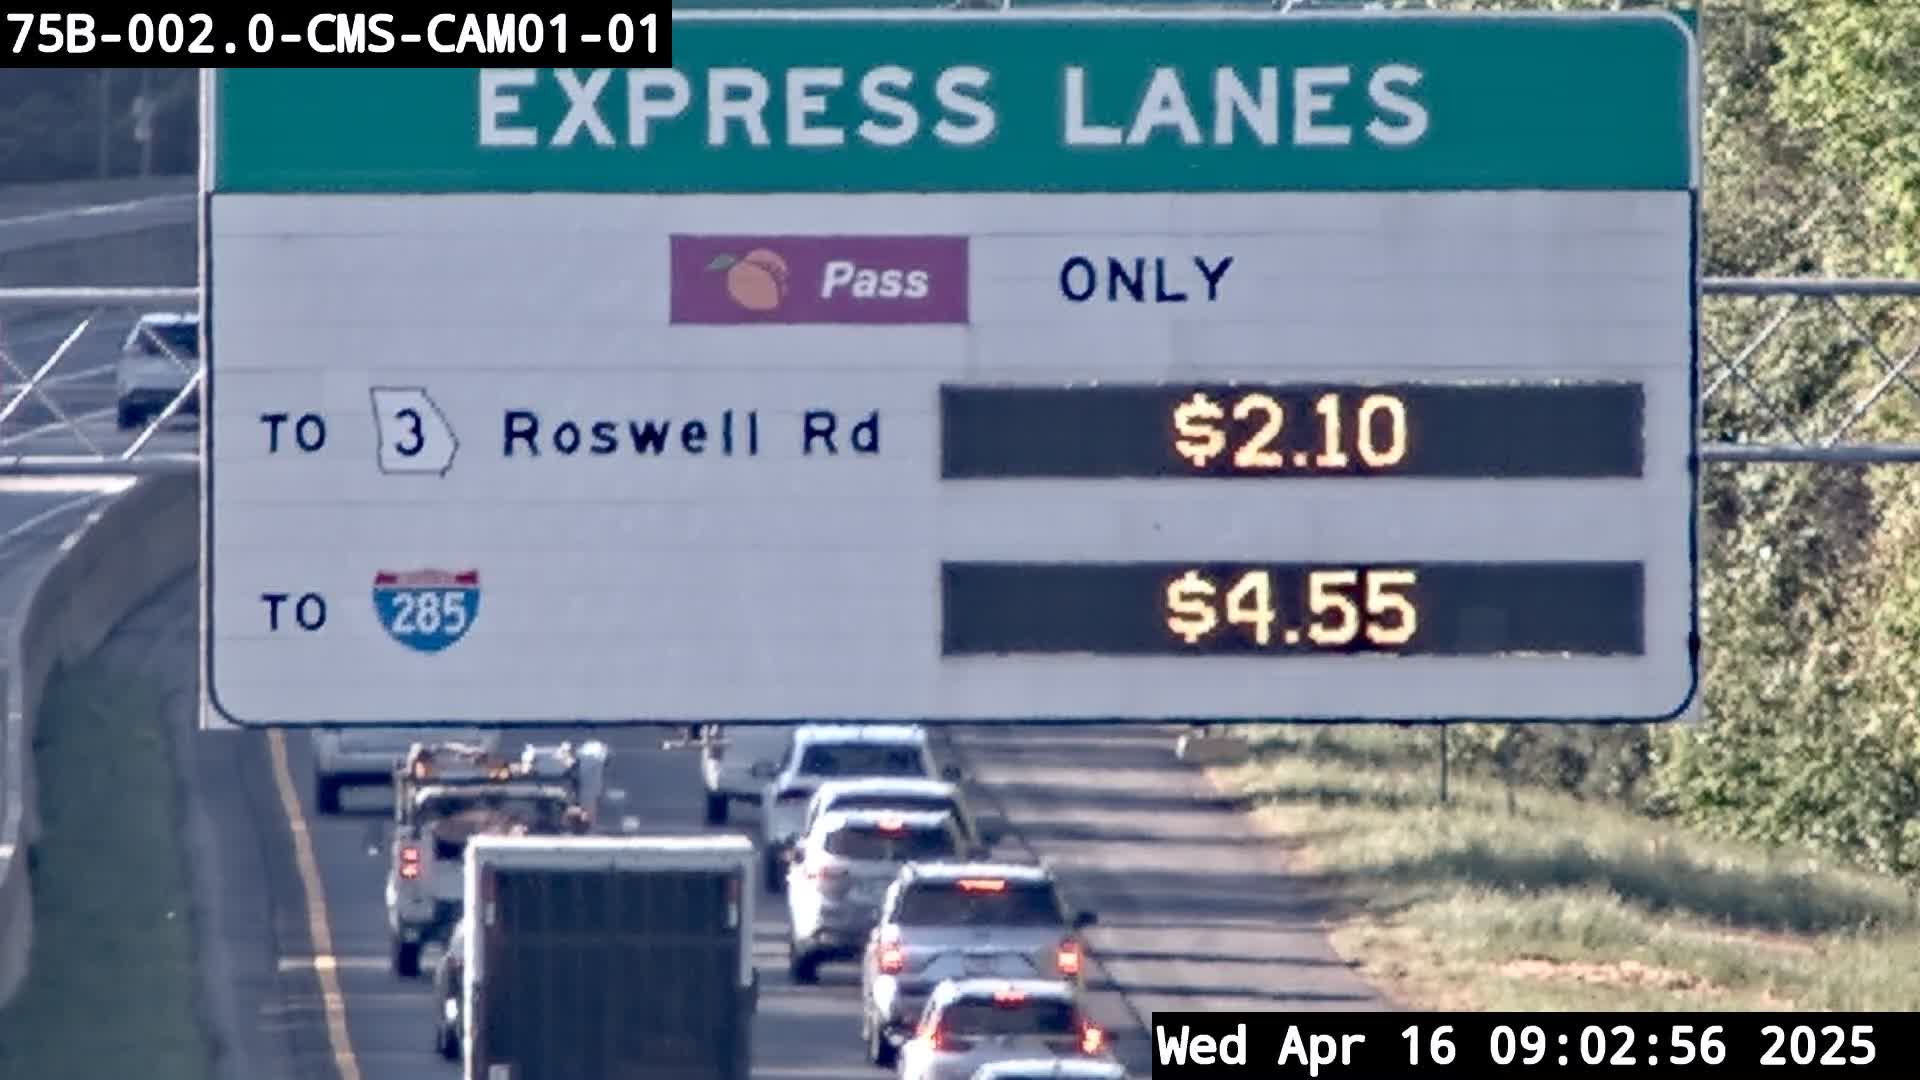 75B-002.0-CMS-CAM01-01
EXPRESS LANES
Pass ONLY
TO 3 Roswell Rd $2.10
TO 285 $4.55
Wed Apr 16 09:02:56 2025